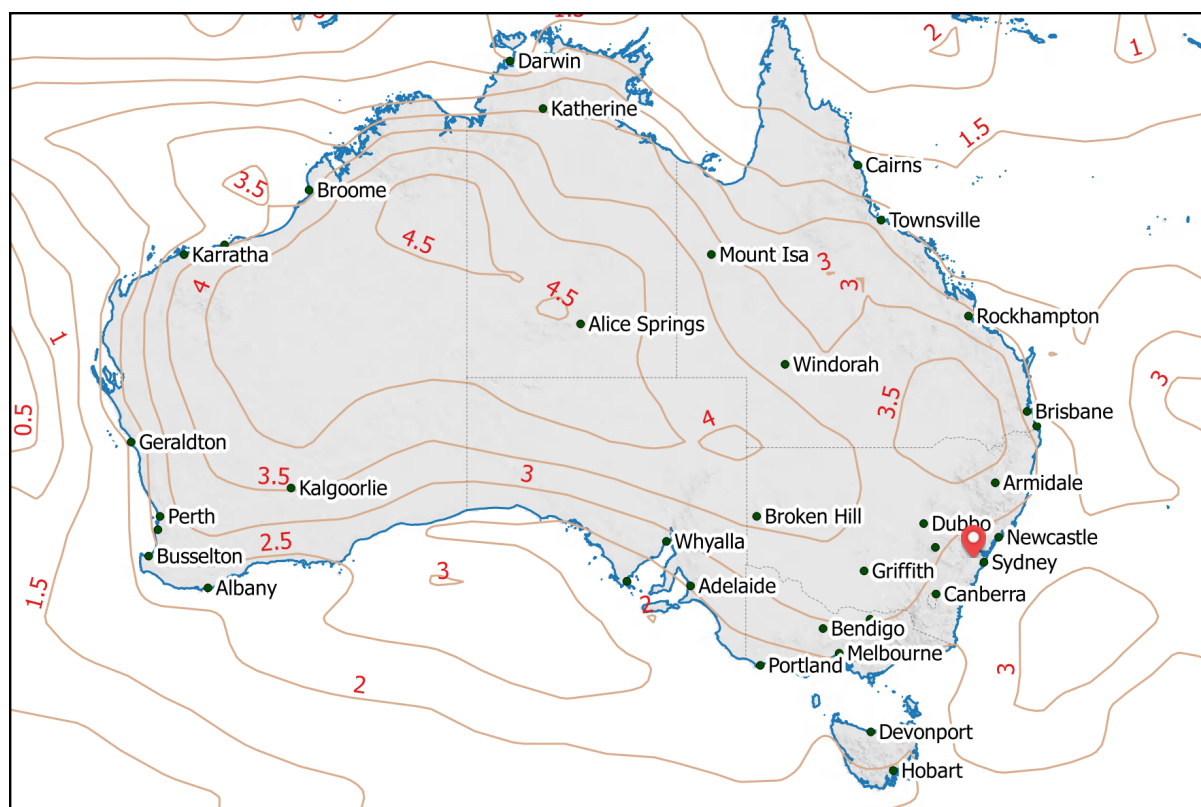 1.5
2
1
Darwin
Katherine
1.5
Cairns
3.5
Broome
Townsville
4.5
Karratha
Mount Isa
3
4
4.5
3
Alice Springs
Rockhampton
1
Windorah
3
3.5
0.5
4
Brisbane
Geraldton
3.5
3
Kalgoorlie
Armidale
Perth
Broken Hill
Dubbo
2.5
Whyalla
Newcastle
Busselton
Sydney
3
Griffith
1.5
Albany
Adelaide
Canberra
2
Bendigo
Melbourne
Portland
3
2
Devonport
Hobart